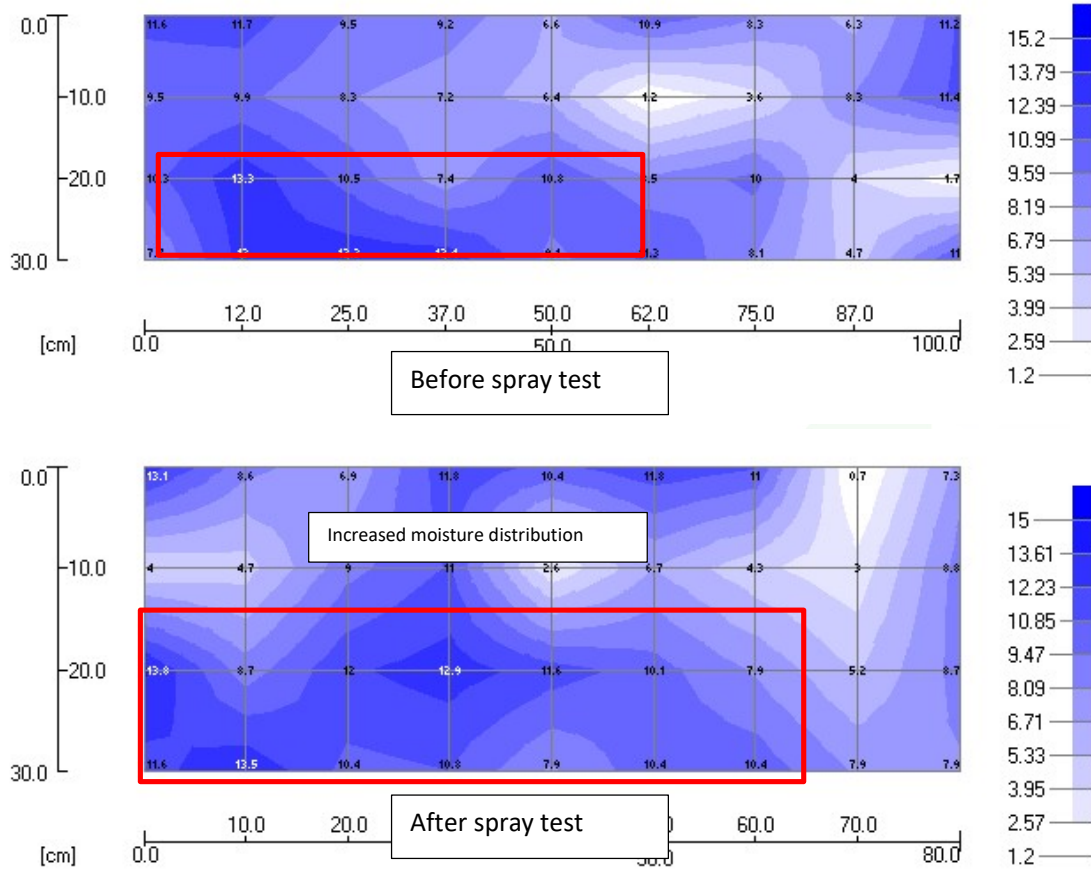 0.0
11.6 11.7 9.5 9.2 6.6 10.9 8.3 6.3 11.2
10.0
9.5 9.9 8.3 7.2 6.4 1.2 3.6 8.3 11.4
20.0
10.3 13.3 10.5 7.4 10.8 10 4 1.7
30.0
8.1 4.7 11
12.0 25.0 37.0 50.0 62.0 75.0 87.0
[cm] 0.0 50.0 100.0
15.2
13.79
12.39
10.99
9.59
8.19
6.79
5.39
3.99
2.59
1.2
Before spray test
0.0
13.1 8.6 6.9 11.8 10.4 11.8 11 0.7 7.3
Increased moisture distribution
10.0
4 4.7 9 11 2.6 6.7 4.3 3 8.8
20.0
13.8 8.7 12 12.9 11.6 10.1 7.9 5.2 8.7
30.0
11.6 13.5 10.4 10.3 7.9 10.4 10.4 7.9 7.9
10.0 20.0 60.0 70.0
[cm] 0.0 80.0
15
13.61
12.23
10.85
9.47
8.09
6.71
5.33
3.95
2.57
1.2
After spray test